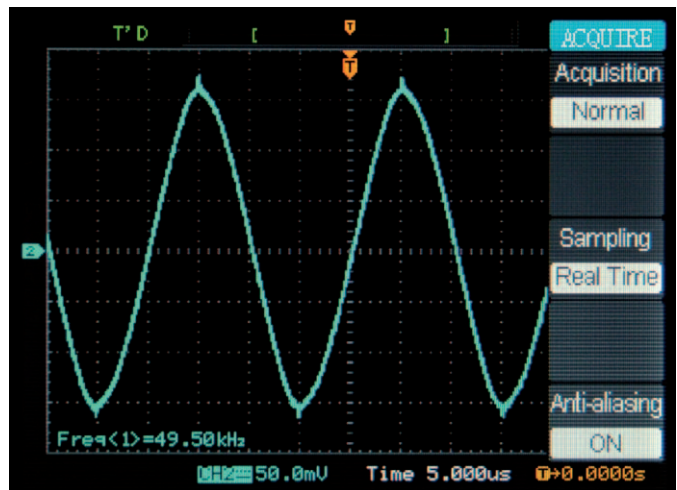 T'D [ T ] ACQUIRE
T Acquisition
Normal
2 Sampling
Real Time
Anti-aliasing
Freq<1>=49.50kHz ON
CH2 50.0mV Time 5.000us T→0.0000s